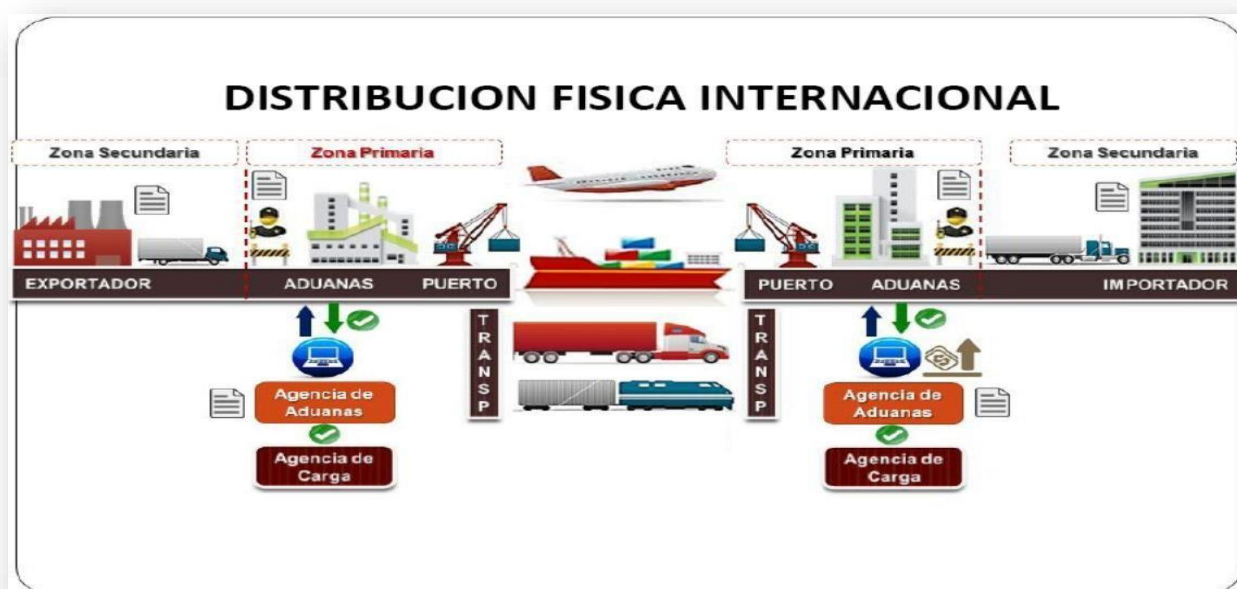 DISTRIBUCION FISICA INTERNACIONAL
Zona Secundaria
Zona Primaria
Zona Primaria
Zona Secundaria
EXPORTADOR
ADUANAS
PUERTO
PUERTO
ADUANAS
IMPORTADOR
TRANSP
TRANSP
Agencia de
Aduanas
Agencia de
Carga
Agencia de
Aduanas
Agencia de
Carga